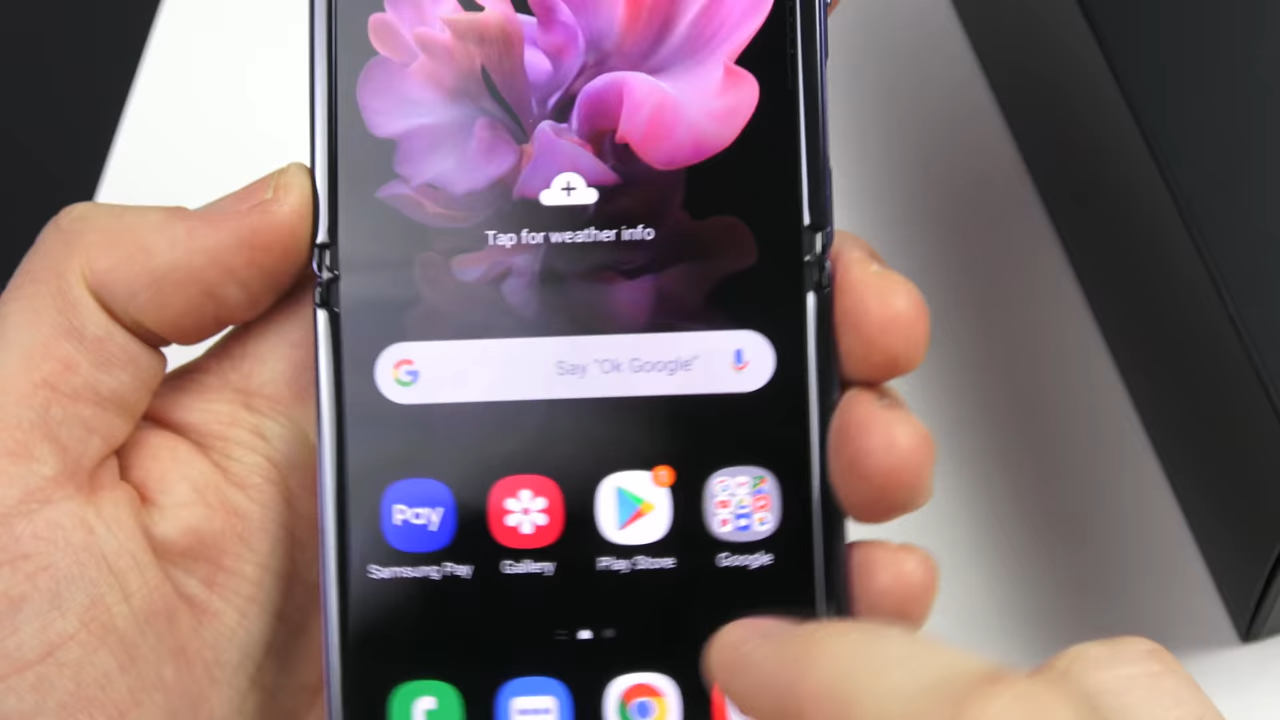 Tap for weather info
G
Say "Ok Google"
Pay
Samsung Pay
Gallery
Play Store
Google